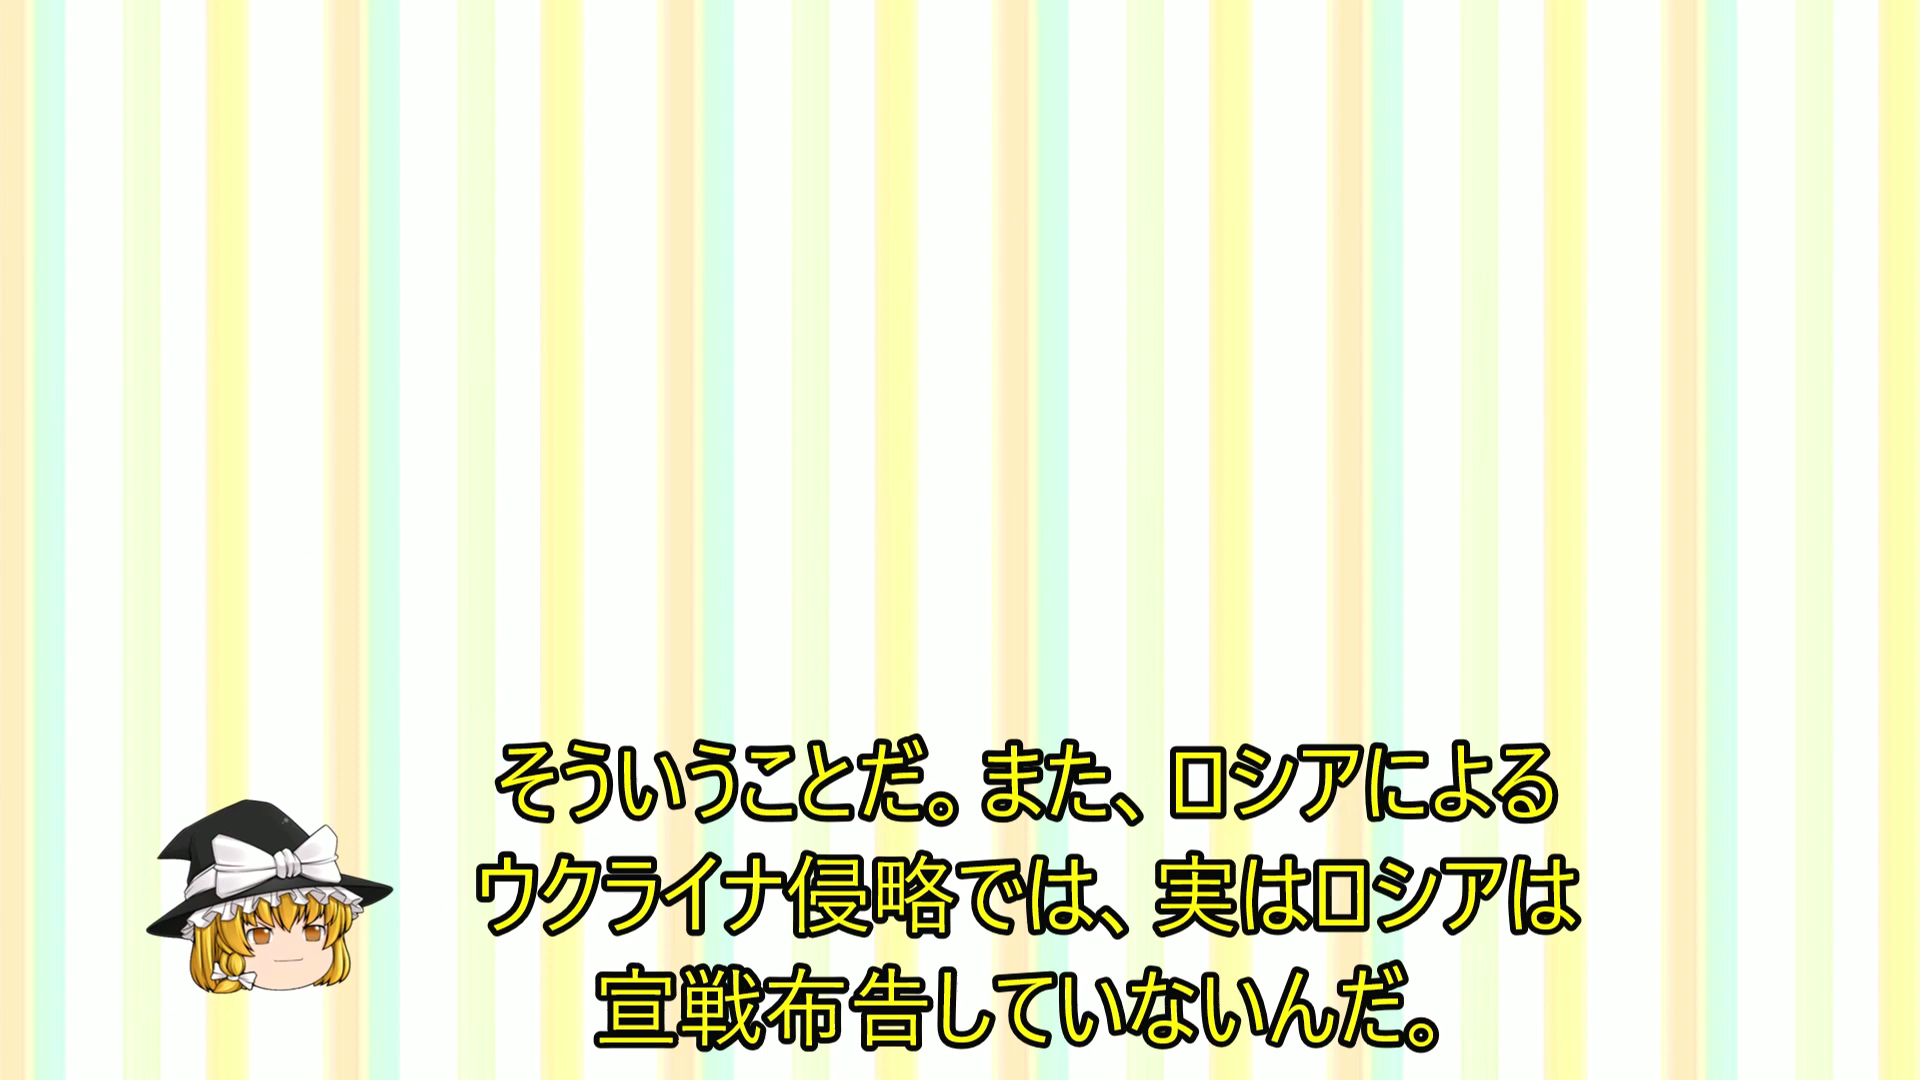 そういうことだ。また、ロシアによる
ウクライナ侵略では、実はロシアは
宣戦布告していないんだ。